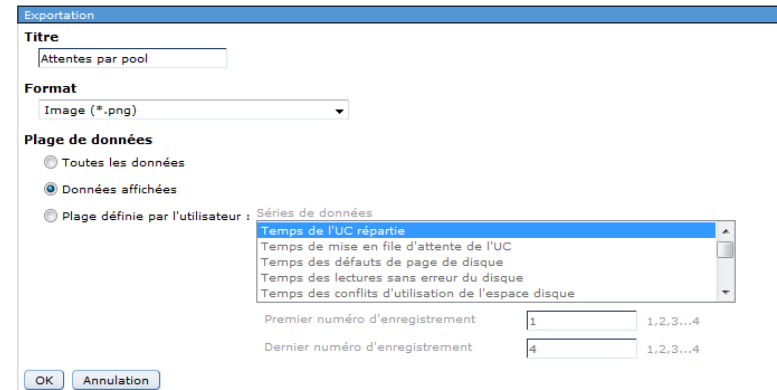 Exportation
Titre
Attentes par pool
Format
Image (*.png)
Plage de données
Toutes les données
Données affichées
Plage définie par l'utilisateur : Séries de données
Temps de l'UC répartie
Temps de mise en file d'attente de l'UC
Temps des défauts de page de disque
Temps des lectures sans erreur du disque
Temps des conflits d'utilisation de l'espace disque
Premier numéro d'enregistrement 1 1,2,3...4
Dernier numéro d'enregistrement 4 1,2,3...4
OK Annulation